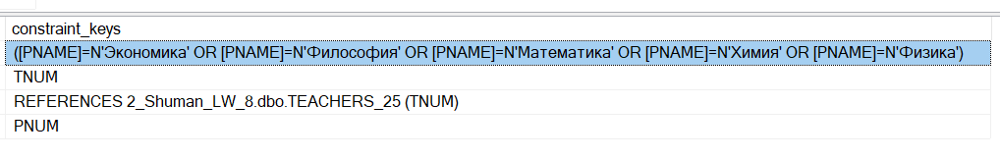 constraint_keys
([PNAME]=N'Экономика' OR [PNAME]=N'Философия' OR [PNAME]=N'Математика' OR [PNAME]=N'Химия' OR [PNAME]=N'Физика')
TNUM
REFERENCES 2_Shuman_LW_8.dbo.TEACHERS_25 (TNUM)
PNUM